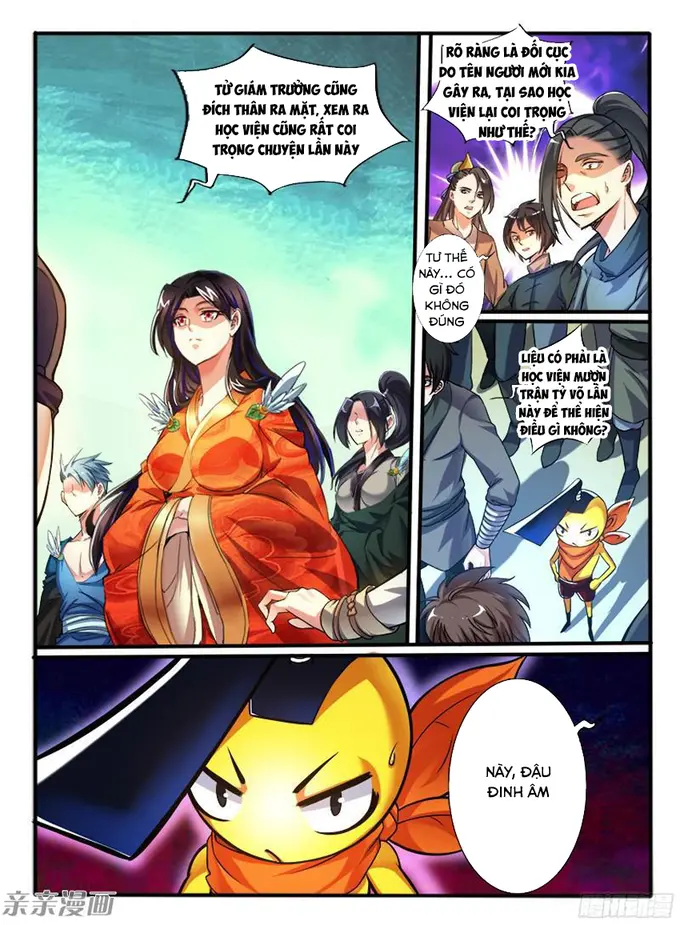 TỬ GIÁM TRƯỞNG CŨNG
ĐÍCH THÂN RA MẶT, XEM RA
HỌC VIỆN CŨNG RẤT COI
TRỌNG CHUYỆN LẦN NÀY
RÕ RÀNG LÀ ĐỐI CỤC
DO TÊN NGƯỜI MỚI KIA
GÂY RA, TẠI SAO HỌC
VIỆN LẠI COI TRỌNG
NHƯ THẾ?
TƯ THẾ
NÀY... CÓ
GÌ ĐÓ
KHÔNG
ĐÚNG
LIỆU CÓ PHẢI LÀ
HỌC VIỆN MƯỢN
TRẬN TỶ VÕ LẦN
NÀY ĐỂ THỂ HIỆN
ĐIỀU GÌ KHÔNG?
NÀY, ĐẬU
ĐINH ÂM
亲亲漫画